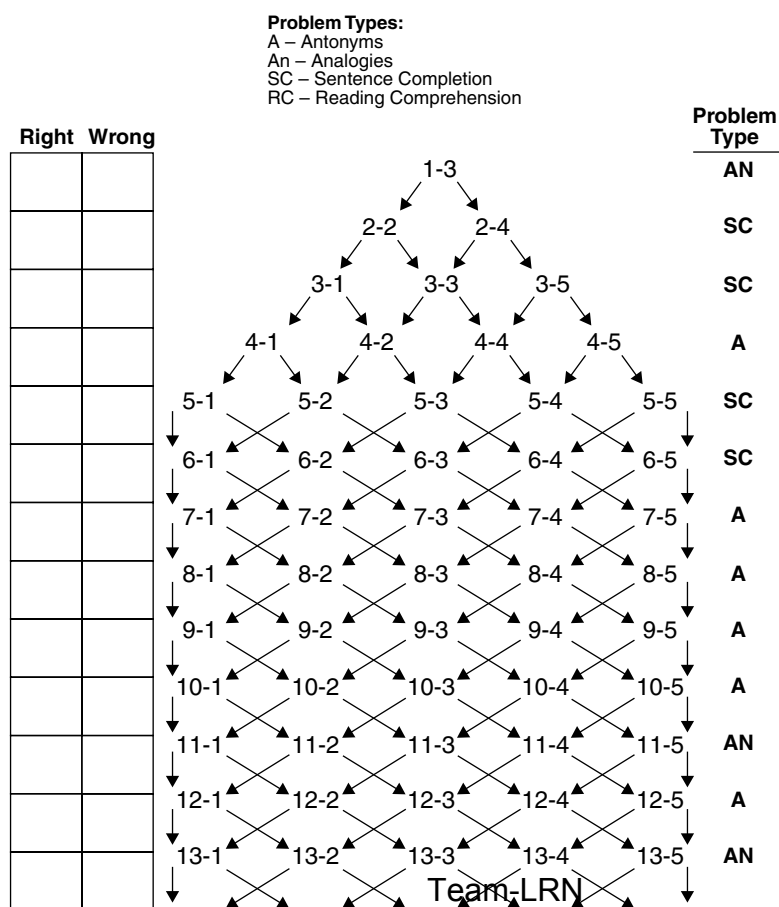 Problem Types:
A – Antonyms
An – Analogies
SC – Sentence Completion
RC – Reading Comprehension
Right Wrong Problem Type
1-3 AN
2-2 2-4 SC
3-1 3-3 3-5 SC
4-1 4-2 4-4 4-5 A
5-1 5-2 5-3 5-4 5-5 SC
6-1 6-2 6-3 6-4 6-5 SC
7-1 7-2 7-3 7-4 7-5 A
8-1 8-2 8-3 8-4 8-5 A
9-1 9-2 9-3 9-4 9-5 A
10-1 10-2 10-3 10-4 10-5 A
11-1 11-2 11-3 11-4 11-5 AN
12-1 12-2 12-3 12-4 12-5 A
13-1 13-2 13-3 13-4 13-5 AN
Team-LRN